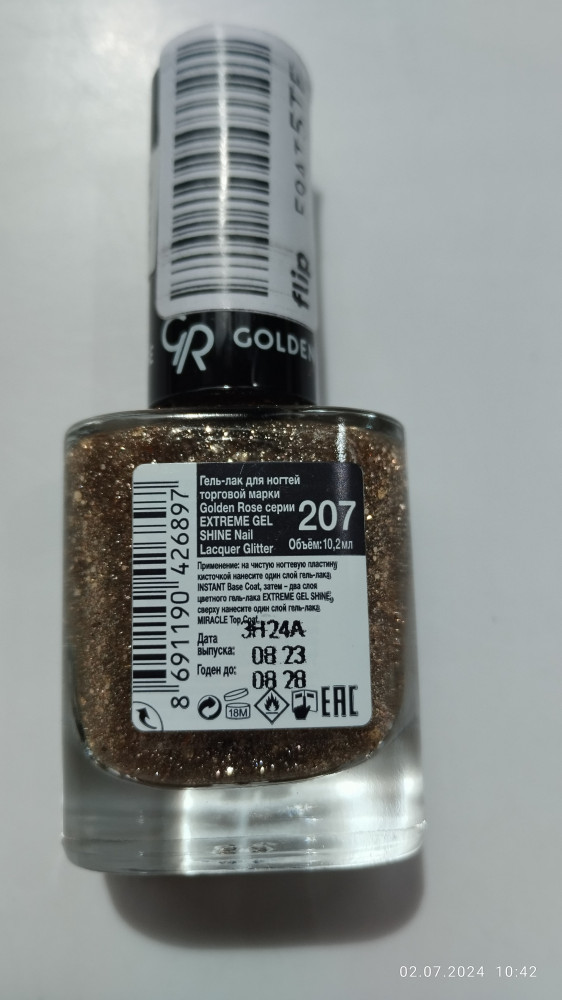 flip
GR GOLDEN
8 691190 426897
Гель-лак для ногтей
торговой марки
Golden Rose серии
EXTREME GEL
SHINE Nail
Lacquer Glitter
207
Объём: 10,2 мл
Применение: на чистую ногтевую пластину
кисточкой нанесите один слой гель-лака
INSTANT Base Coat, затем – два слоя
цветного гель-лака EXTREME GEL SHINE,
сверху нанесите один слой гель-лака
MIRACLE Top Coat.
3H24A
Дата
выпуска: 08 23
Годен до: 08 28
18M
EAC
02.07.2024 10:42